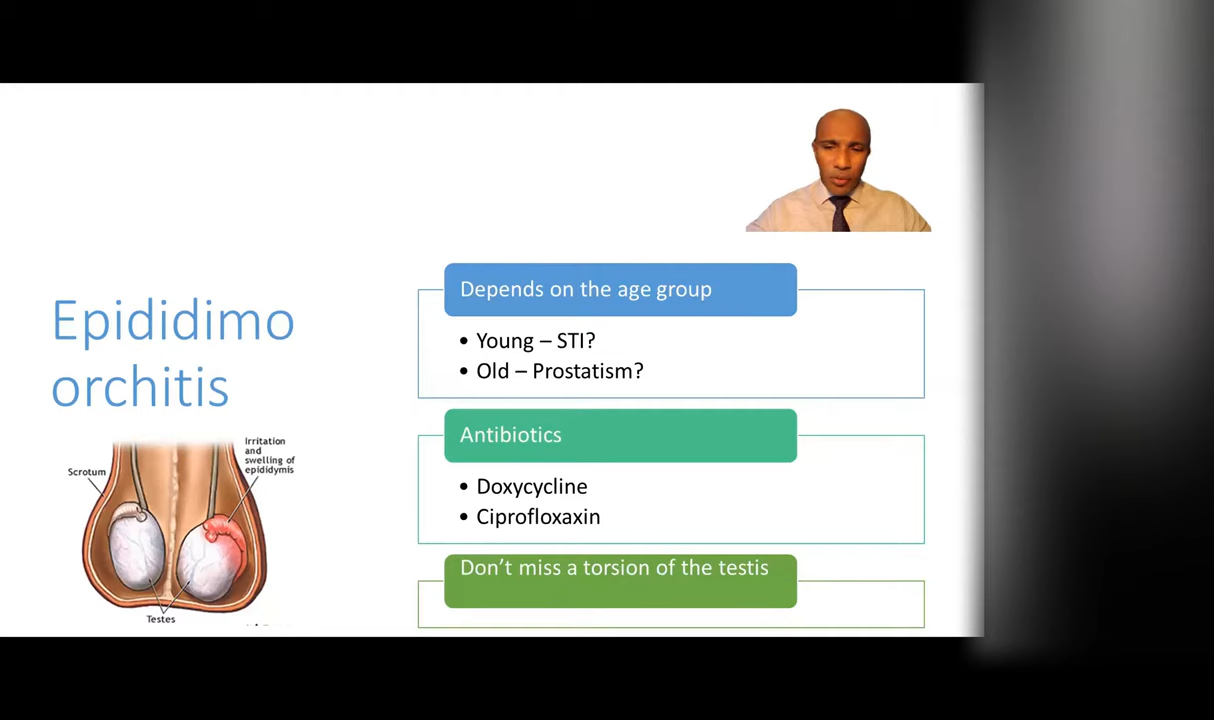 Epididimo
orchitis
Scrotum
Irritation
and
swelling of
epididymis
Testes
Depends on the age group
• Young – STI?
• Old – Prostatism?
Antibiotics
• Doxycycline
• Ciprofloxaxin
Don't miss a torsion of the testis